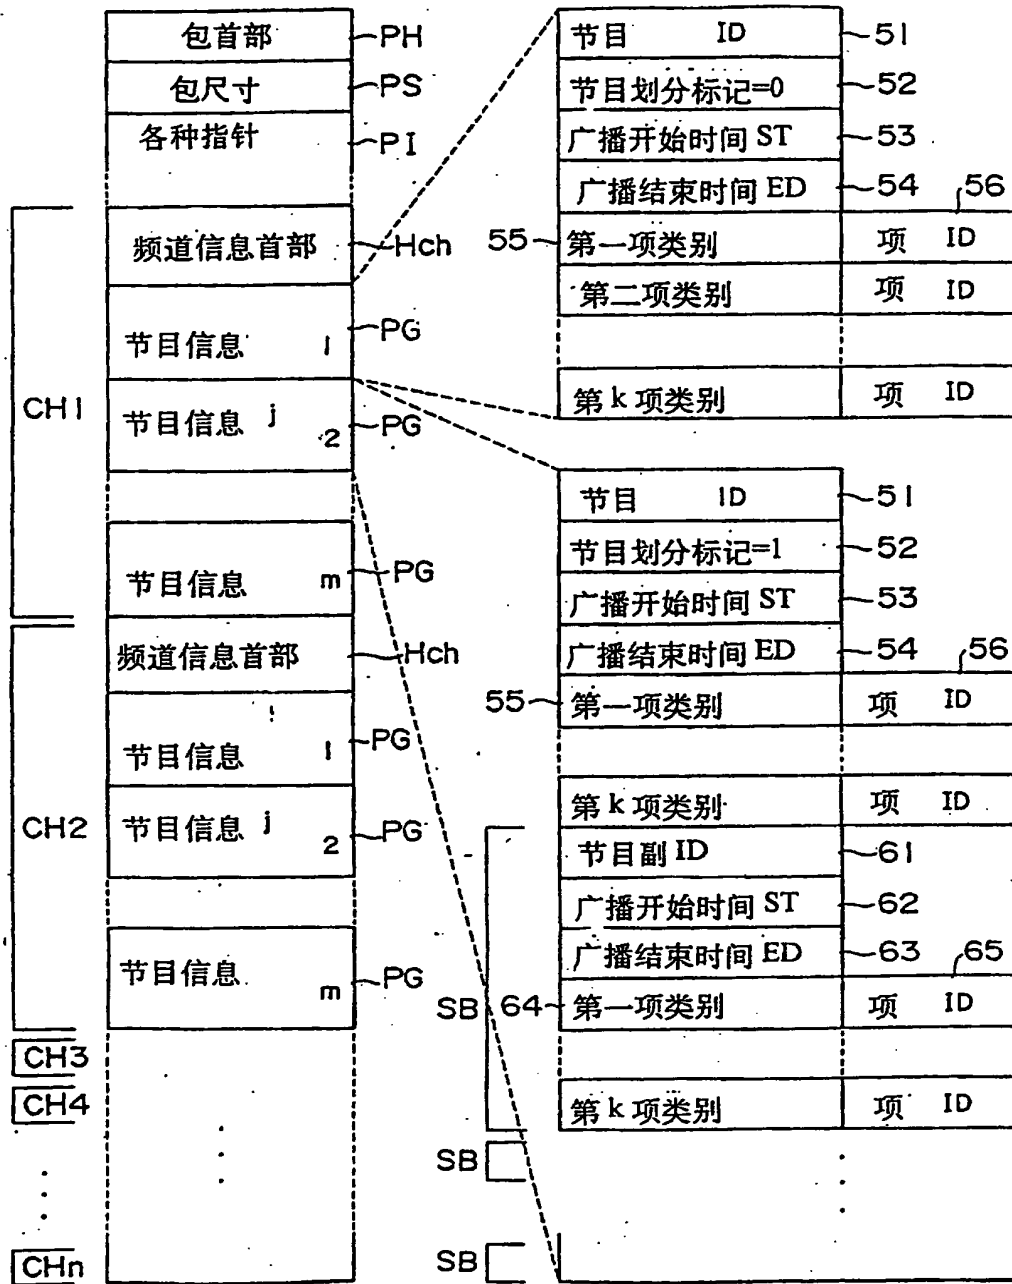 包首部 PH
包尺寸 PS
各种指针 PI
CH1
频道信息首部 Hch
节目信息 1 PG
节目信息 j 2 PG
节目信息 m PG
CH2
频道信息首部 Hch
节目信息 1 PG
节目信息 j 2 PG
节目信息 m PG
CH3
CH4
CHn
节目 ID 51
节目划分标记=0 52
广播开始时间 ST 53
广播结束时间 ED 54 56
55 第一项类别 项 ID
第二项类别 项 ID
第 k 项类别 项 ID
节目 ID 51
节目划分标记=1 52
广播开始时间 ST 53
广播结束时间 ED 54 56
55 第一项类别 项 ID
第 k 项类别 项 ID
节目副 ID 61
广播开始时间 ST 62
广播结束时间 ED 63 65
SB 64 第一项类别 项 ID
第 k 项类别 项 ID
SB
SB